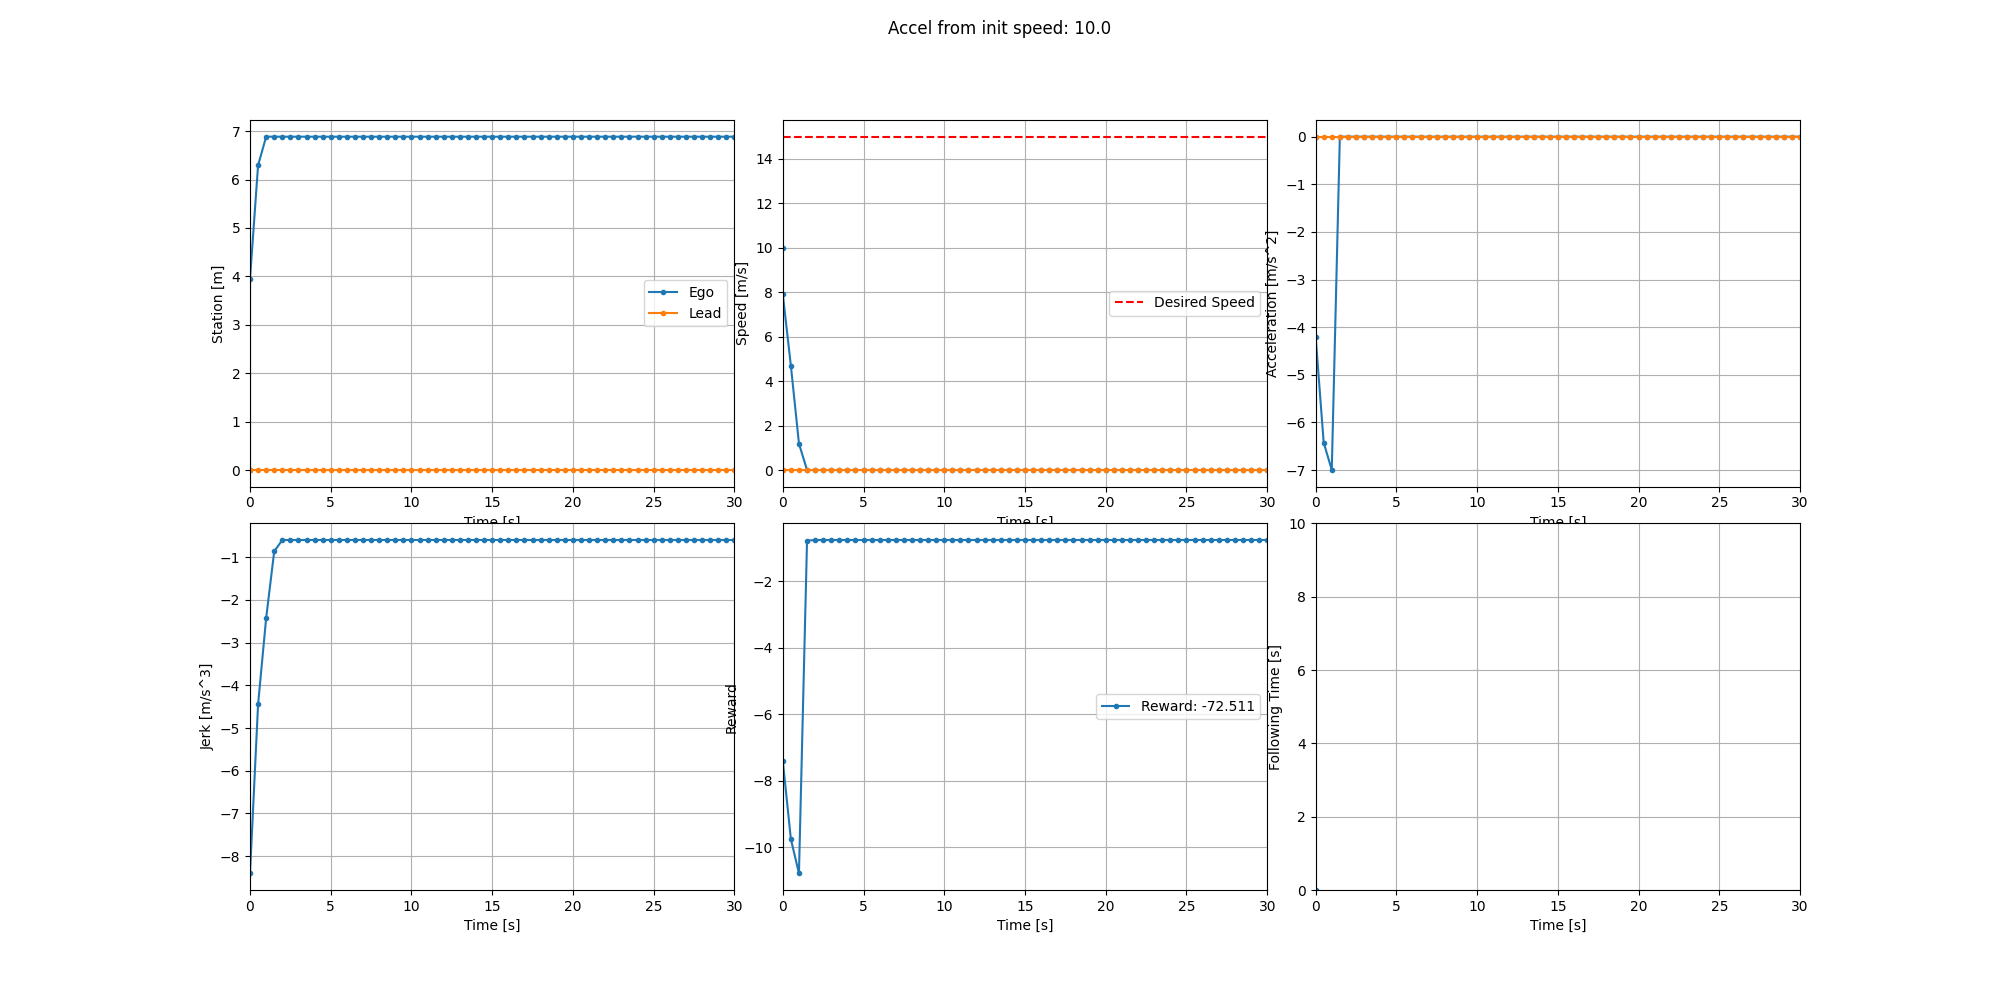 Accel from init speed: 10.0
7
6
5
4
3
2
1
0
Station [m]
Ego
Lead
0 5 10 15 20 25 30
Time [s]
14
12
10
8
6
4
2
0
Speed [m/s]
Desired Speed
0 5 10 15 20 25 30
Time [s]
0
−1
−2
−3
−4
−5
−6
−7
Acceleration [m/s^2]
0 5 10 15 20 25 30
Time [s]
−1
−2
−3
−4
−5
−6
−7
−8
Jerk [m/s^3]
0 5 10 15 20 25 30
Time [s]
−2
−4
−6
−8
−10
Reward
Reward: -72.511
0 5 10 15 20 25 30
Time [s]
10
8
6
4
2
0
Following Time [s]
0 5 10 15 20 25 30
Time [s]